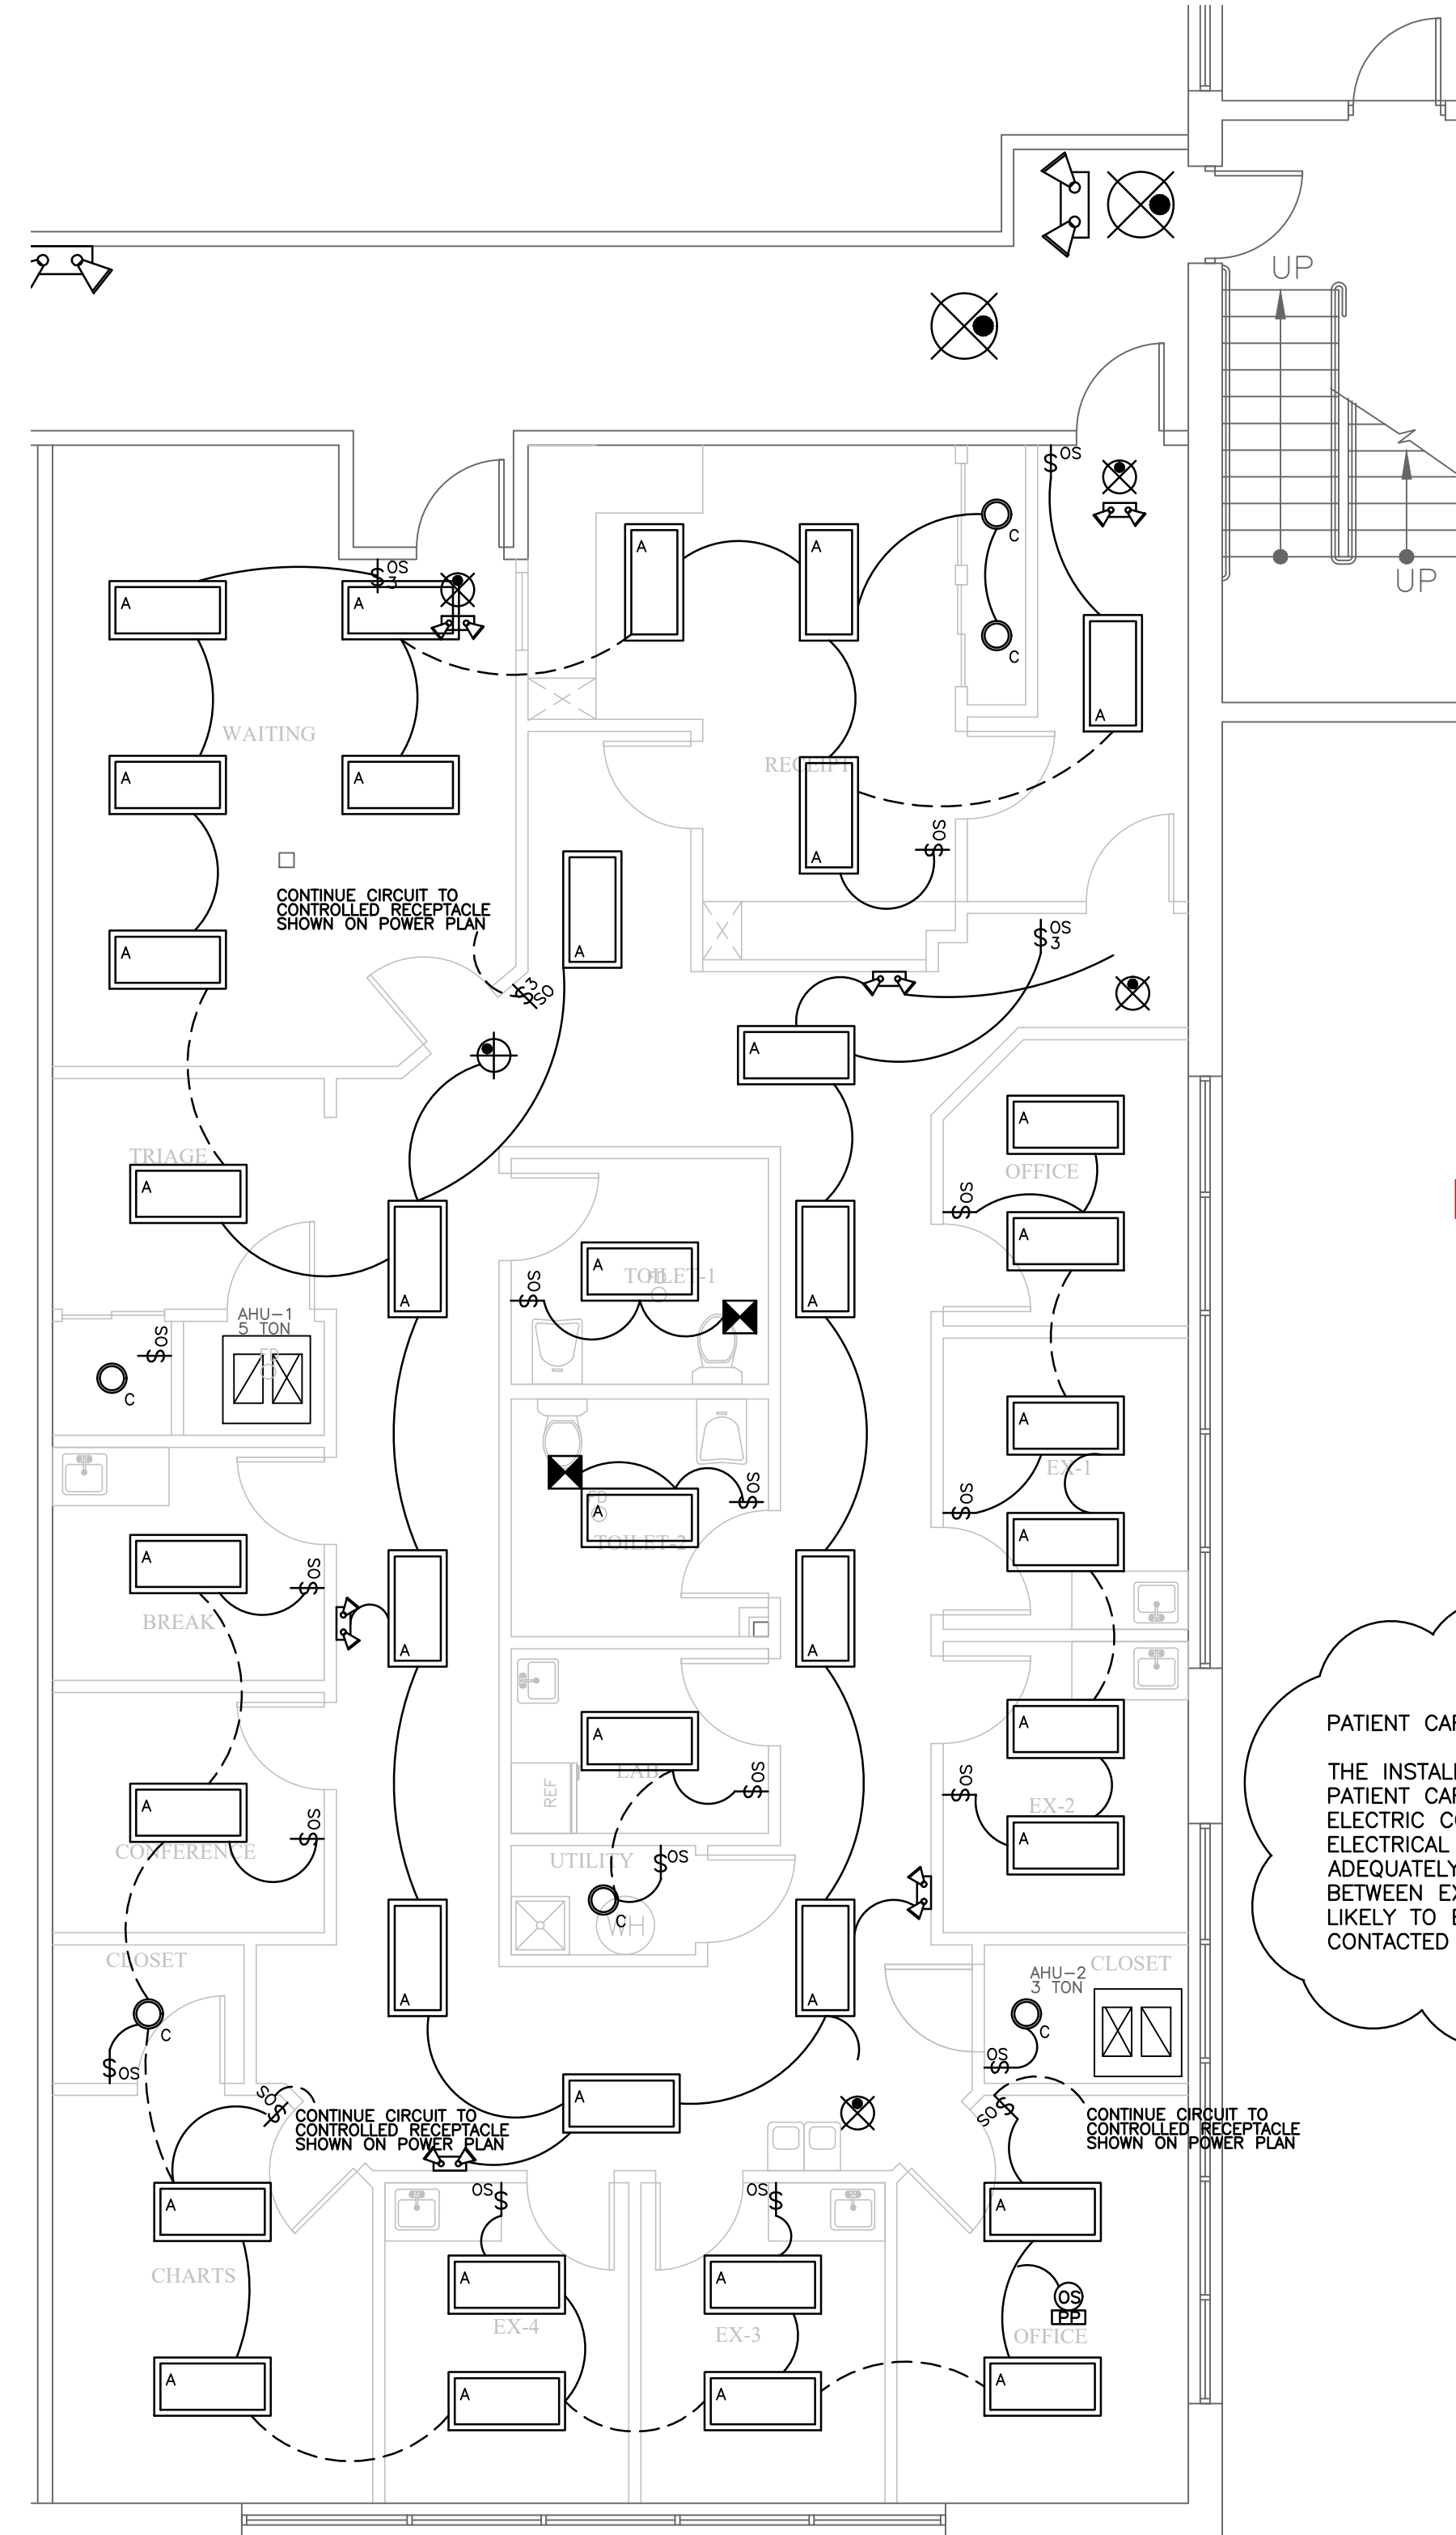 UP
UP
$OS
A
A
C
$OS
3
A
A
A
C
A
WAITING
RECEIPT
A
A
A
$OS
CONTINUE CIRCUIT TO
CONTROLLED RECEPTACLE
SHOWN ON POWER PLAN
A
A
$OS
3
$3
OS
A
A
OFFICE
TRIAGE
A
$OS
A
A
TOILET-1
FD
A
A
$OS
AHU-1
5 TON
$OS
FD
C
A
EX-1
$OS
$OS
FD
A
TOILET-2
A
A
$OS
BREAK
A
A
A
A
LAB
$OS
REF
$OS
EX-2
A
$OS
A
CONFERENCE
UTILITY
$OS
C
WH
CLOSET
CLOSET
AHU-2
3 TON
A
A
C
C
$OS
OS$
OS$
CONTINUE CIRCUIT TO
CONTROLLED RECEPTACLE
SHOWN ON POWER PLAN
A
OS$
CONTINUE CIRCUIT TO
CONTROLLED RECEPTACLE
SHOWN ON POWER PLAN
OS$
OS$
A
A
CHARTS
A
A
EX-4
EX-3
OS
PP
OFFICE
A
A
A
A
PATIENT
THE
PATIENT
ELECTRIC
ELECTRICAL
ADEQUATELY
BETWEEN
LIKELY TO
CONTACTED